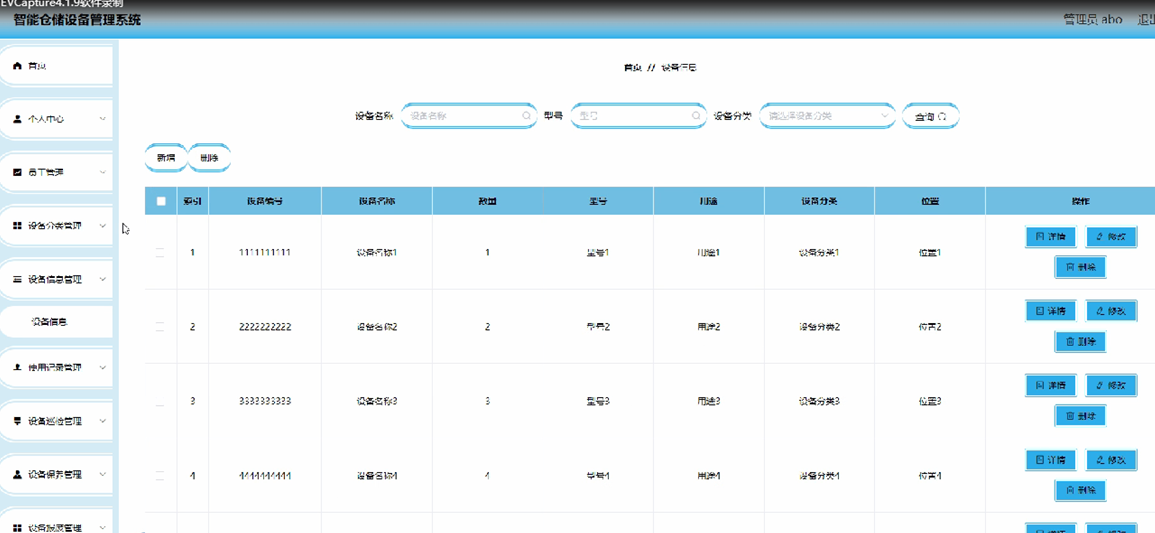 EVCapture4.1.9软件录制
智能仓储设备管理系统
管理员 abo 退出
首页
个人中心
员工管理
设备分类管理
设备信息管理
设备信息
使用记录管理
设备巡检管理
设备保养管理
设备报废管理
首页 // 设备信息
设备名称 设备名称 型号 型号 设备分类 请选择设备分类 查询
新增 删除
索引 设备编号 设备名称 数量 型号 用途 设备分类 位置 操作
1 1111111111 设备名称1 1 型号1 用途1 设备分类1 位置1 详情 修改
删除
2 2222222222 设备名称2 2 型号2 用途2 设备分类2 位置2 详情 修改
删除
3 3333333333 设备名称3 3 型号3 用途3 设备分类3 位置3 详情 修改
删除
4 4444444444 设备名称4 4 型号4 用途4 设备分类4 位置4 详情 修改
删除